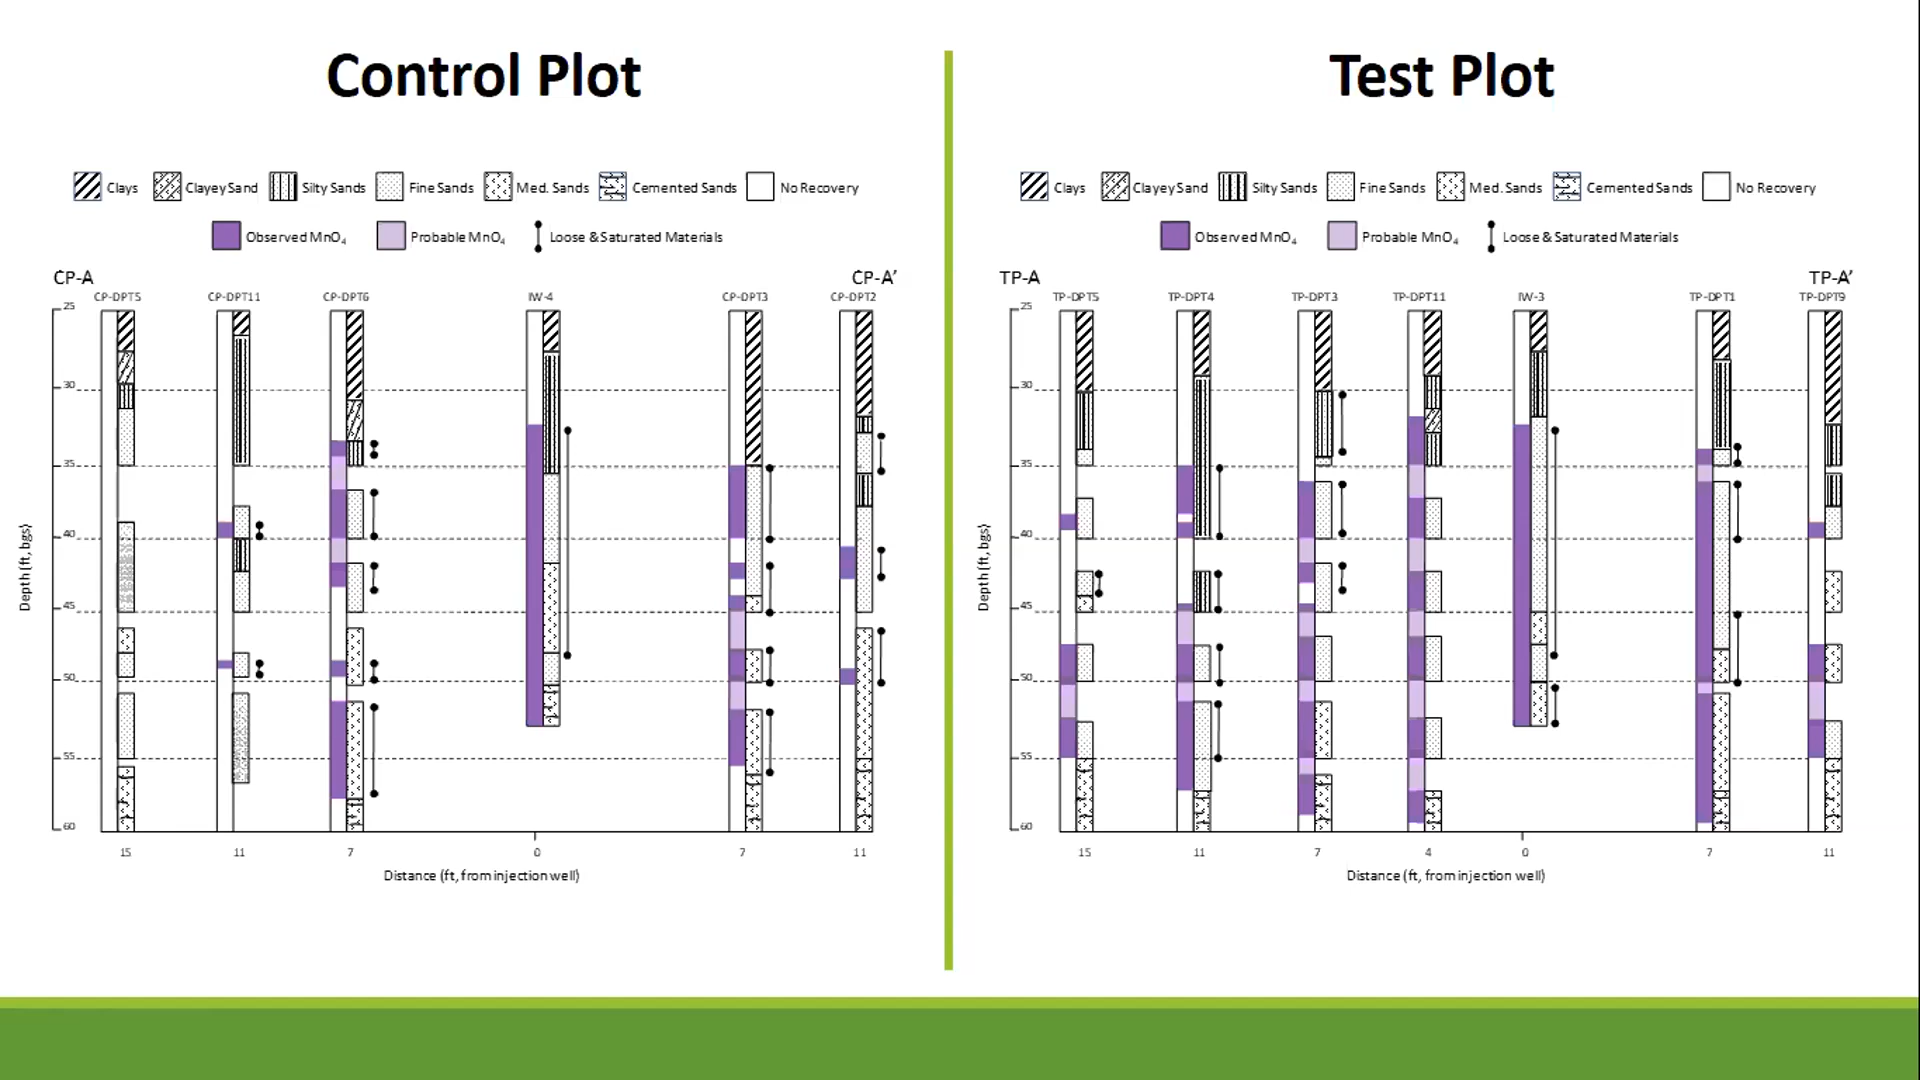 Control Plot
Clays Clayey Sand Silty Sands Fine Sands Med. Sands Cemented Sands No Recovery
Observed MnO₄ Probable MnO₄ Loose & Saturated Materials
CP-A CP-A’
CP-DPT5 CP-DPT11 CP-DPT6 IW-4 CP-DPT3 CP-DPT2
25
30
35
40
45
50
55
60
Depth (ft, bgs)
15 11 7 0 7 11
Distance (ft, from injection well)
Test Plot
Clays Clayey Sand Silty Sands Fine Sands Med. Sands Cemented Sands No Recovery
Observed MnO₄ Probable MnO₄ Loose & Saturated Materials
TP-A TP-A’
TP-DPT5 TP-DPT4 TP-DPT3 TP-DPT11 IW-3 TP-DPT1 TP-DPT9
25
30
35
40
45
50
55
60
Depth (ft, bgs)
15 11 7 4 0 7 11
Distance (ft, from injection well)